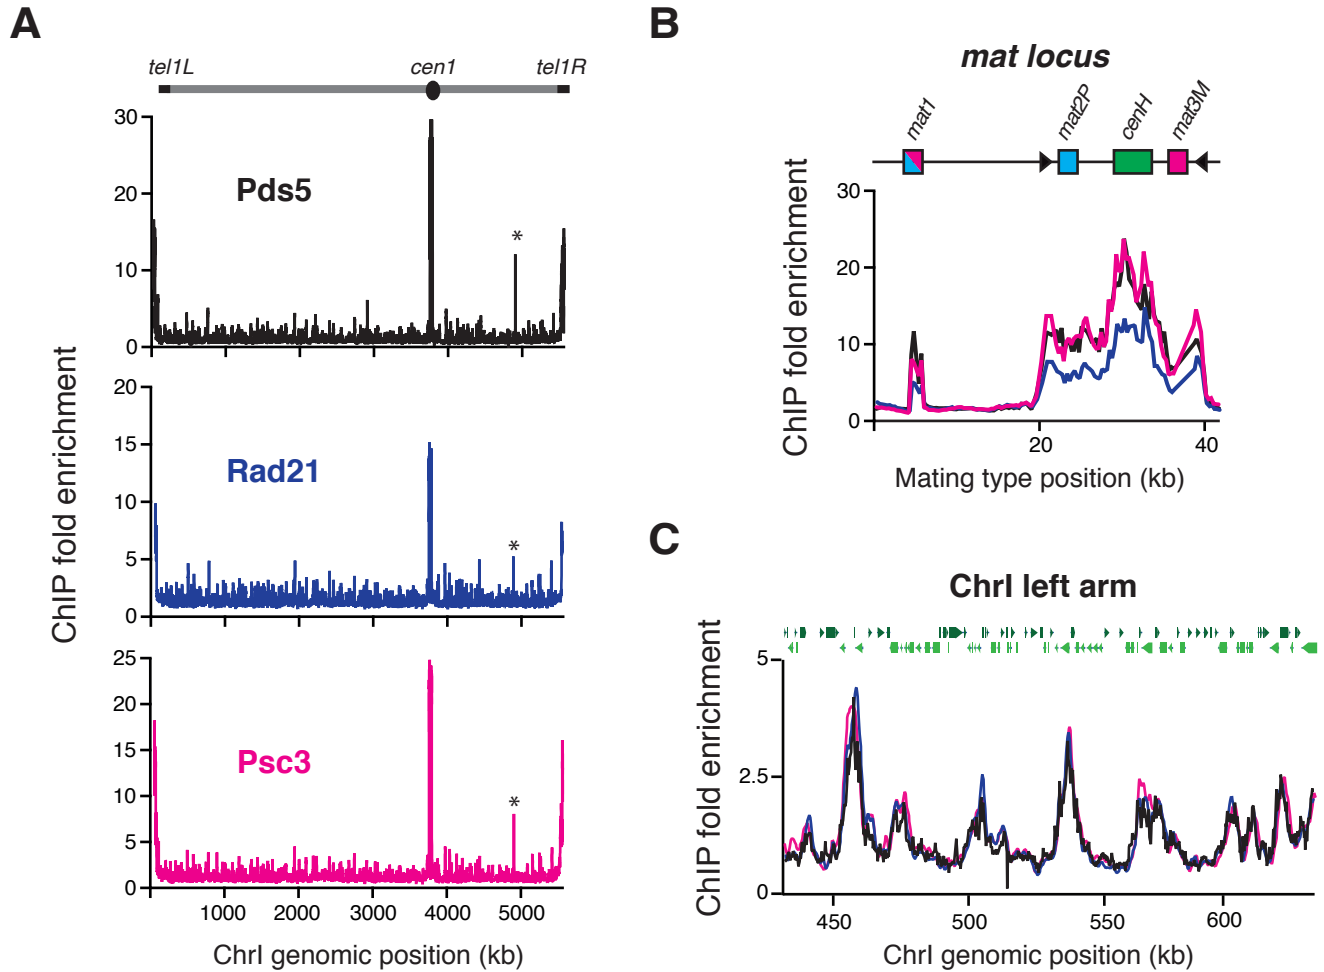 A
tel1L cen1 tel1R
30
20
10
0
Pds5
*
20
15
10
5
0
Rad21
*
25
20
15
10
5
0
Psc3
*
1000 2000 3000 4000 5000
ChrI genomic position (kb)
ChIP fold enrichment
B
mat locus
mat1 mat2P cenH mat3M
30
20
10
0
20 40
Mating type position (kb)
ChIP fold enrichment
C
ChrI left arm
5
2.5
0
450 500 550 600
ChrI genomic position (kb)
ChIP fold enrichment